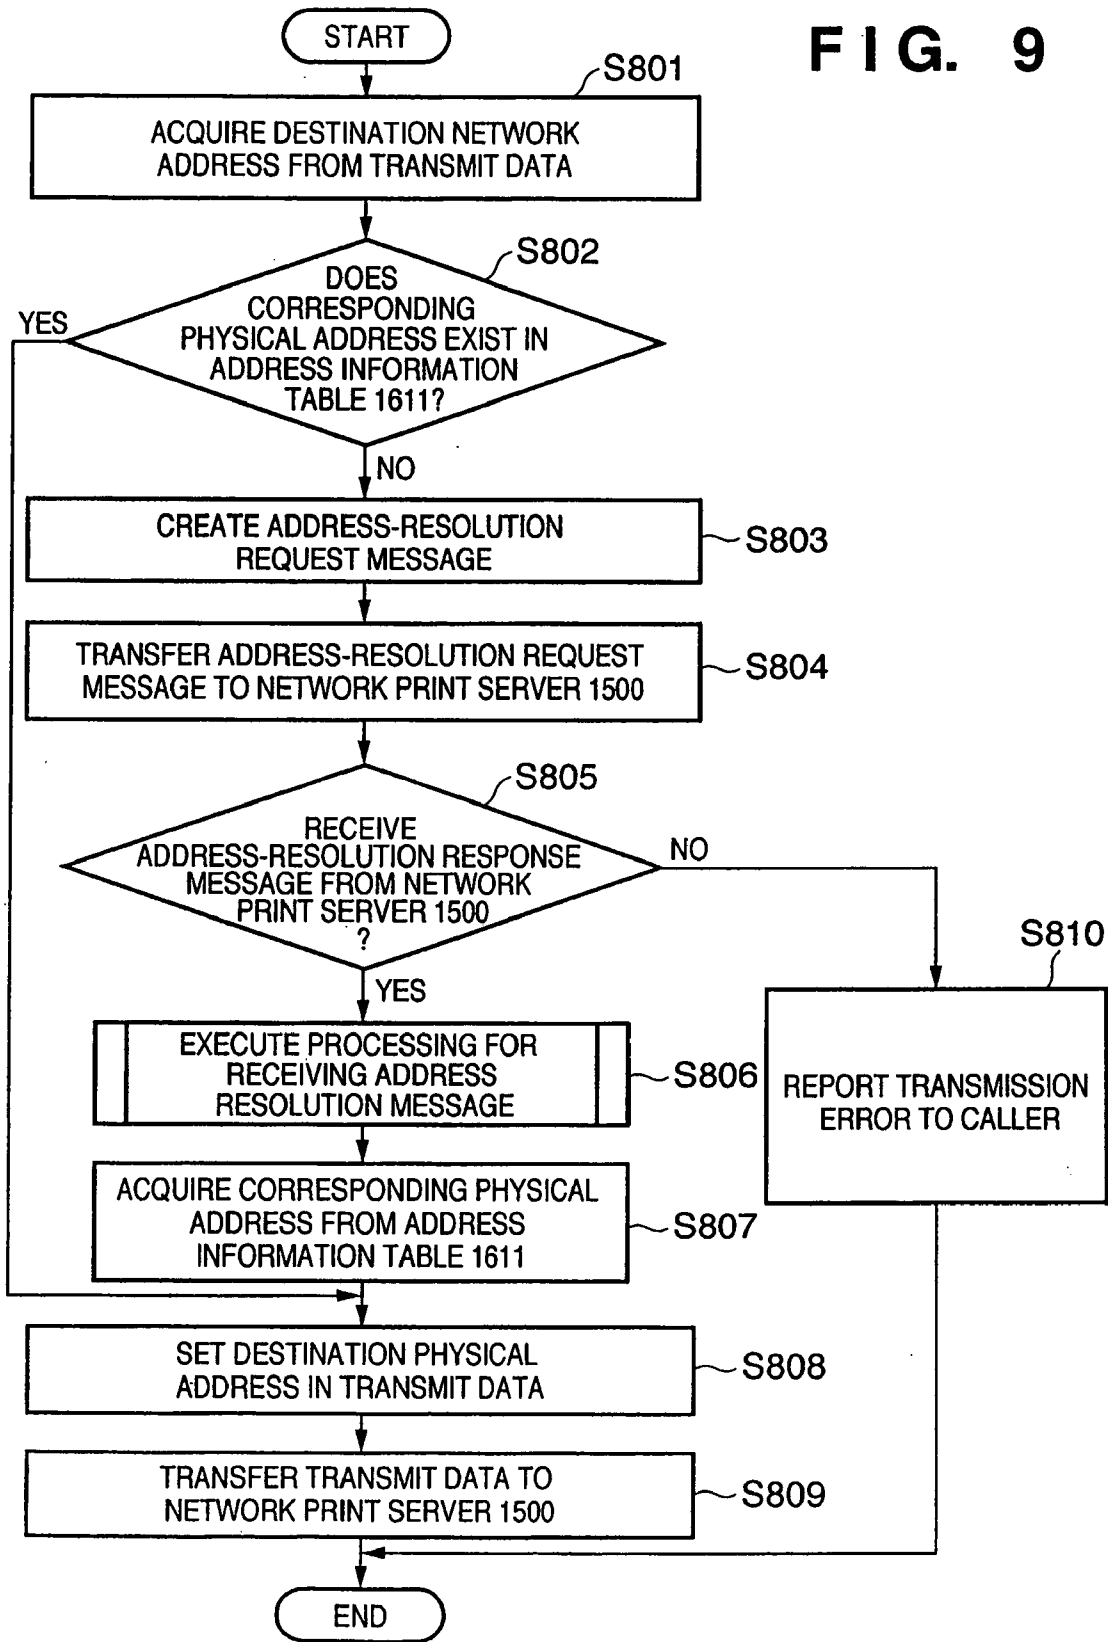 START
FIG. 9
S801
ACQUIRE DESTINATION NETWORK
ADDRESS FROM TRANSMIT DATA
S802
DOES
CORRESPONDING
PHYSICAL ADDRESS EXIST IN
ADDRESS INFORMATION
TABLE 1611?
YES
NO
CREATE ADDRESS-RESOLUTION
REQUEST MESSAGE
S803
TRANSFER ADDRESS-RESOLUTION REQUEST
MESSAGE TO NETWORK PRINT SERVER 1500
S804
S805
RECEIVE
ADDRESS-RESOLUTION RESPONSE
MESSAGE FROM NETWORK
PRINT SERVER 1500
?
NO
YES
S810
REPORT TRANSMISSION
ERROR TO CALLER
EXECUTE PROCESSING FOR
RECEIVING ADDRESS
RESOLUTION MESSAGE
S806
ACQUIRE CORRESPONDING PHYSICAL
ADDRESS FROM ADDRESS
INFORMATION TABLE 1611
S807
SET DESTINATION PHYSICAL
ADDRESS IN TRANSMIT DATA
S808
TRANSFER TRANSMIT DATA TO
NETWORK PRINT SERVER 1500
S809
END